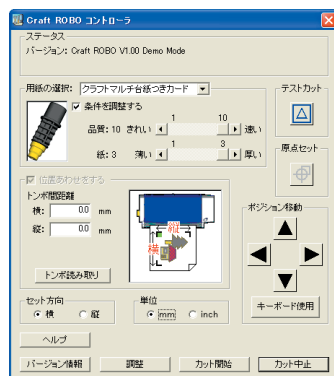 Craft ROBO コントローラ
ステータス
バージョン: Craft ROBO V1.00 Demo Mode
用紙の選択: クラフトマルチ台紙つきカード
条件を調整する
1 10
品質: 10 きれい 速い
1 3
紙: 3 薄い 厚い
テストカット
原点セット
位置あわせをする
トンボ間距離
横: 0.0 mm
縦: 0.0 mm
トンボ読み取り
縦
横
ポジション移動
キーボード使用
セット方向
横 縦
単位
mm inch
ヘルプ
バージョン情報 調整 カット開始 カット中止